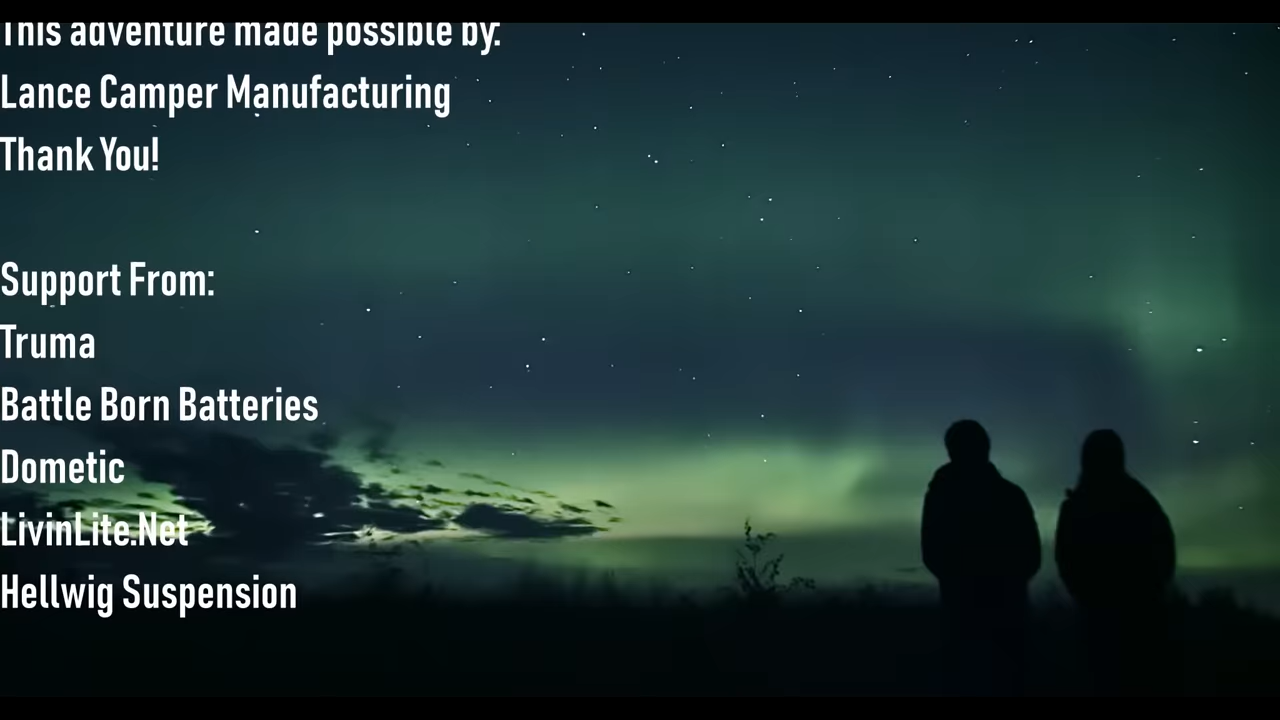 This adventure made possible by:
Lance Camper Manufacturing
Thank You!
Support From:
Truma
Battle Born Batteries
Dometic
LivinLite.Net
Hellwig Suspension